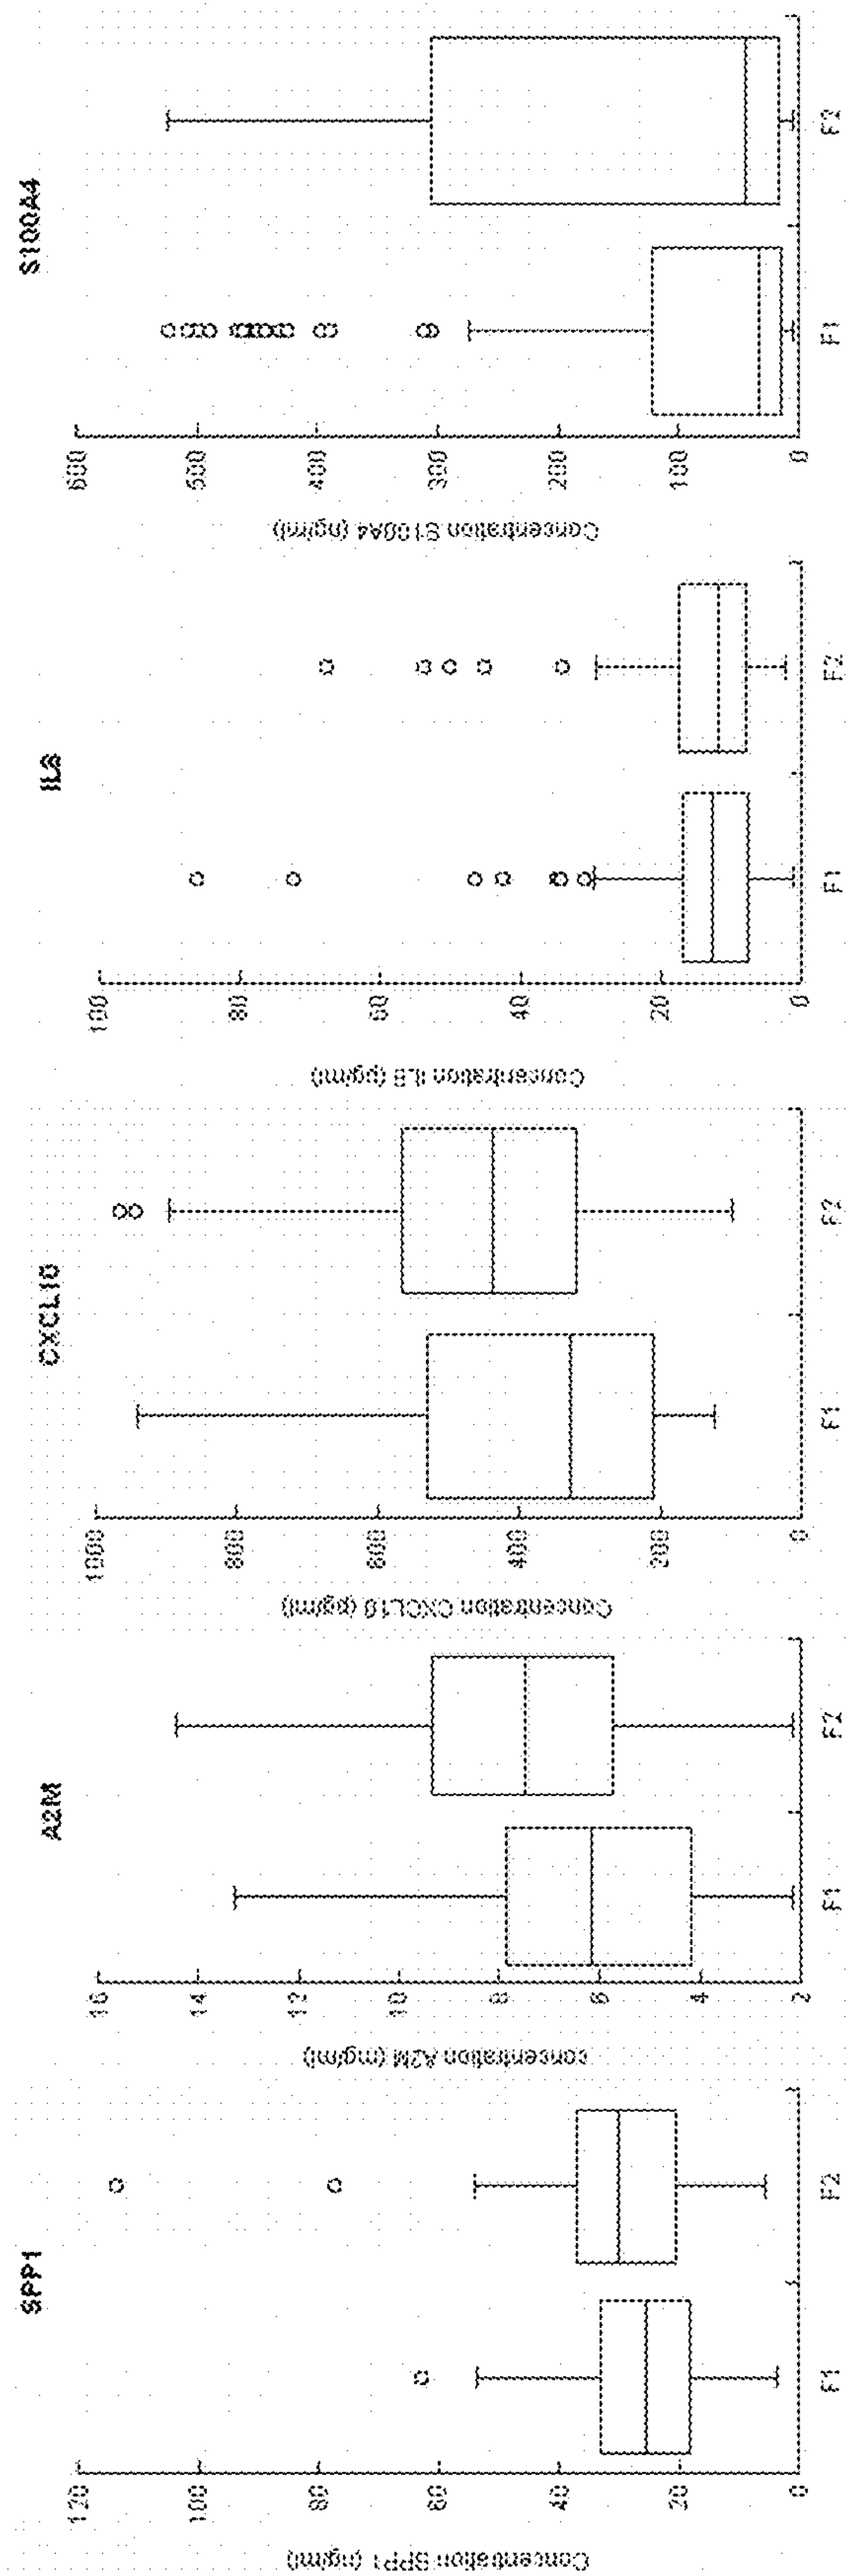 SPP1
Concentration SPP1 (ng/ml)
120
100
80
60
40
20
0
F1
F2
A2M
concentration A2M (mg/ml)
16
14
12
10
8
6
4
2
F1
F2
CXCL10
Concentration CXCL10 (pg/ml)
1000
800
600
400
200
0
F1
F2
IL8
Concentration IL8 (pg/ml)
100
80
60
40
20
0
F1
F2
S100A4
Concentration S100A4 (ng/ml)
600
500
400
300
200
100
0
F1
F2